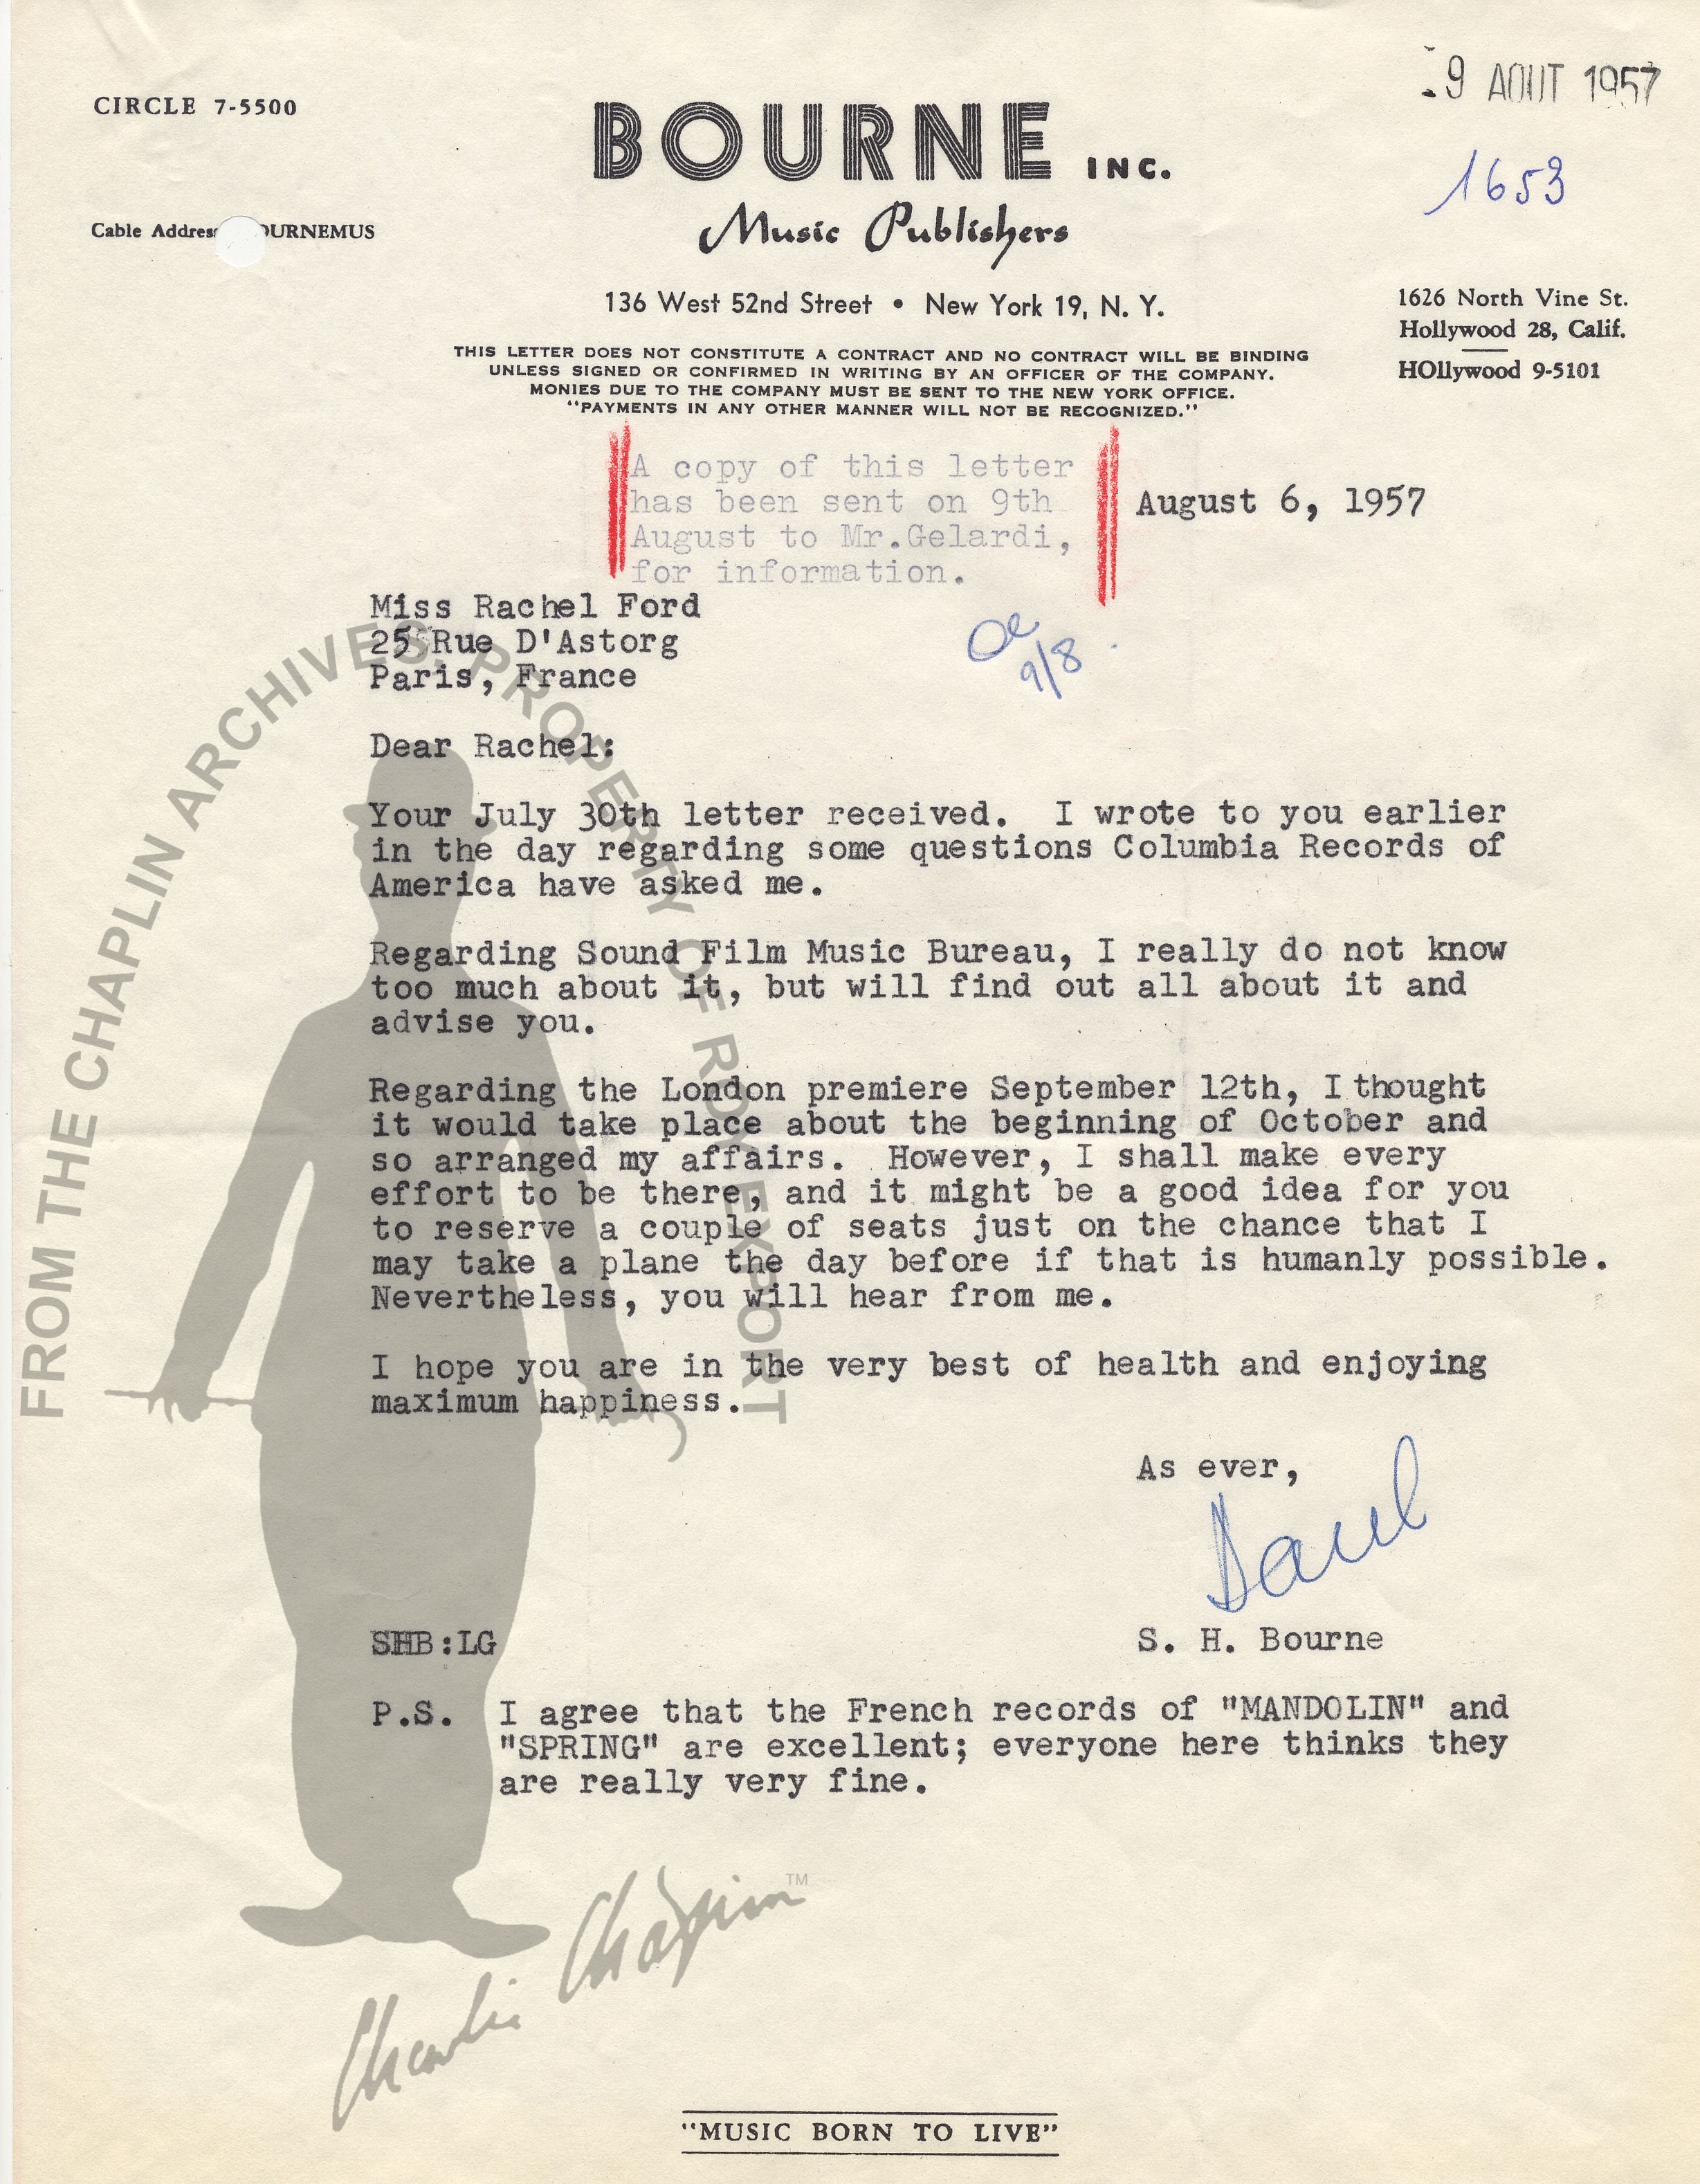 9 AOUT 1957
CIRCLE 7-5500
BOURNE INC.
1653
Music Publishers
Cable Address OURNEMUS
136 West 52nd Street • New York 19, N. Y.
1626 North Vine St.
Hollywood 28, Calif.
HOllywood 9-5101
THIS LETTER DOES NOT CONSTITUTE A CONTRACT AND NO CONTRACT WILL BE BINDING
UNLESS SIGNED OR CONFIRMED IN WRITING BY AN OFFICER OF THE COMPANY.
MONIES DUE TO THE COMPANY MUST BE SENT TO THE NEW YORK OFFICE.
"PAYMENTS IN ANY OTHER MANNER WILL NOT BE RECOGNIZED."
A copy of this letter
has been sent on 9th
August to Mr.Gelardi,
for information.
August 6, 1957
9/8
Miss Rachel Ford
25 Rue D'Astorg
Paris, France
Dear Rachel:
Your July 30th letter received. I wrote to you earlier
in the day regarding some questions Columbia Records of
America have asked me.
Regarding Sound Film Music Bureau, I really do not know
too much about it, but will find out all about it and
advise you.
Regarding the London premiere September 12th, I thought
it would take place about the beginning of October and
so arranged my affairs. However, I shall make every
effort to be there, and it might be a good idea for you
to reserve a couple of seats just on the chance that I
may take a plane the day before if that is humanly possible.
Nevertheless, you will hear from me.
I hope you are in the very best of health and enjoying
maximum happiness.
As ever,
Saul
S. H. Bourne
SHB:LG
P.S. I agree that the French records of "MANDOLIN" and
"SPRING" are excellent; everyone here thinks they
are really very fine.
FROM THE CHAPLIN ARCHIVES. PROPERTY OF ROY EXPORT
Charlie Chaplin TM
"MUSIC BORN TO LIVE"